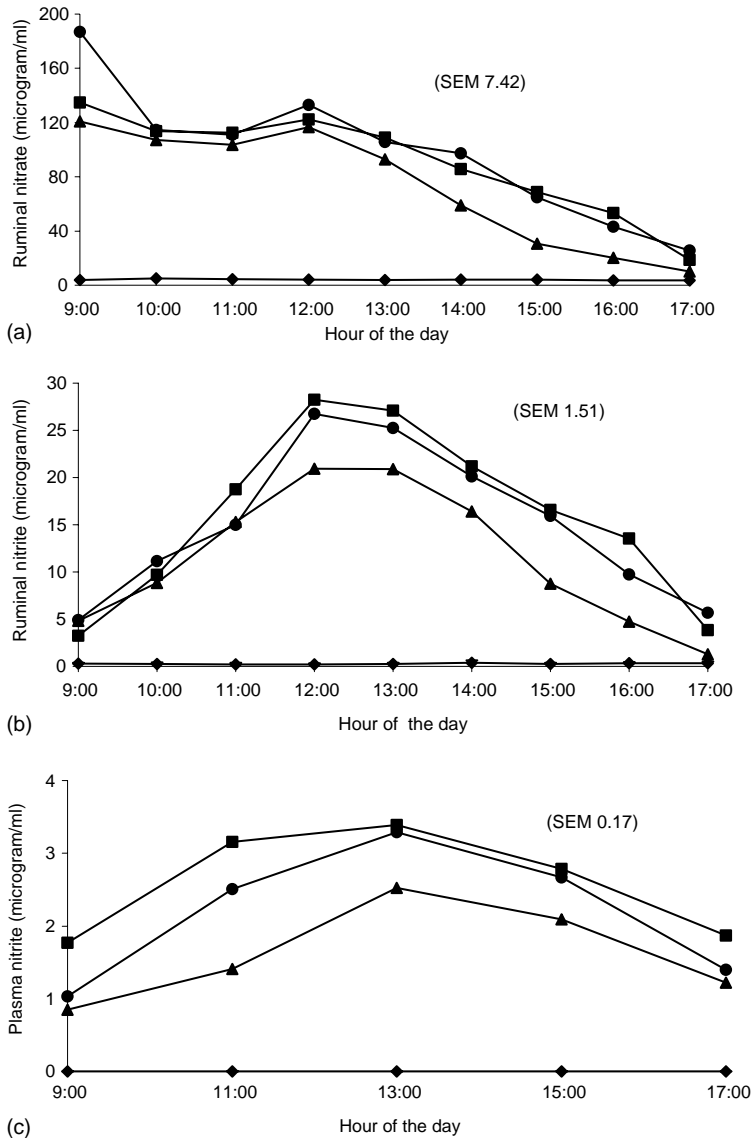 Ruminal nitrate (microgram/ml)
200
160
120
80
40
0
(SEM 7.42)
9:00 10:00 11:00 12:00 13:00 14:00 15:00 16:00 17:00
(a)
Hour of the day
Ruminal nitrite (microgram/ml)
30
25
20
15
10
5
0
(SEM 1.51)
9:00 10:00 11:00 12:00 13:00 14:00 15:00 16:00 17:00
(b)
Hour of the day
Plasma nitrite (microgram/ml)
4
3
2
1
0
(SEM 0.17)
9:00 11:00 13:00 15:00 17:00
(c)
Hour of the day